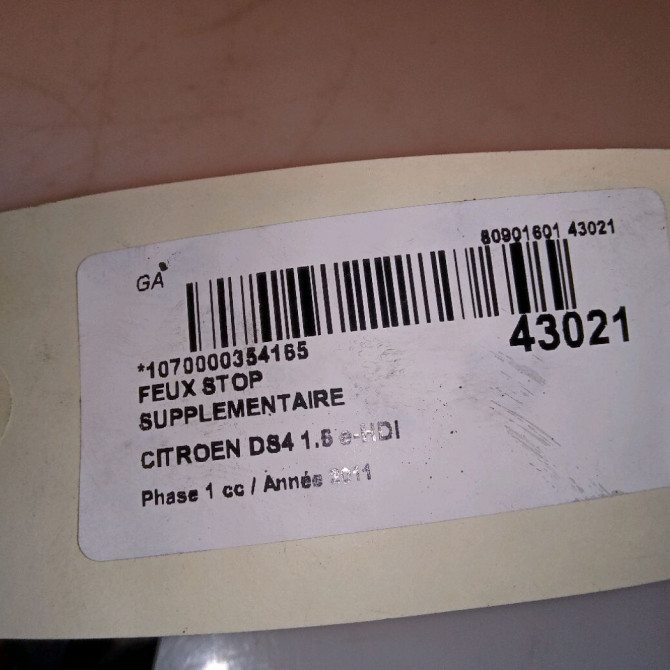 80901601 43021
GA
43021
*1070000354165
FEUX STOP
SUPPLEMENTAIRE
CITROEN DS4 1.6 e-HDI
Phase 1 cc / Année 2011